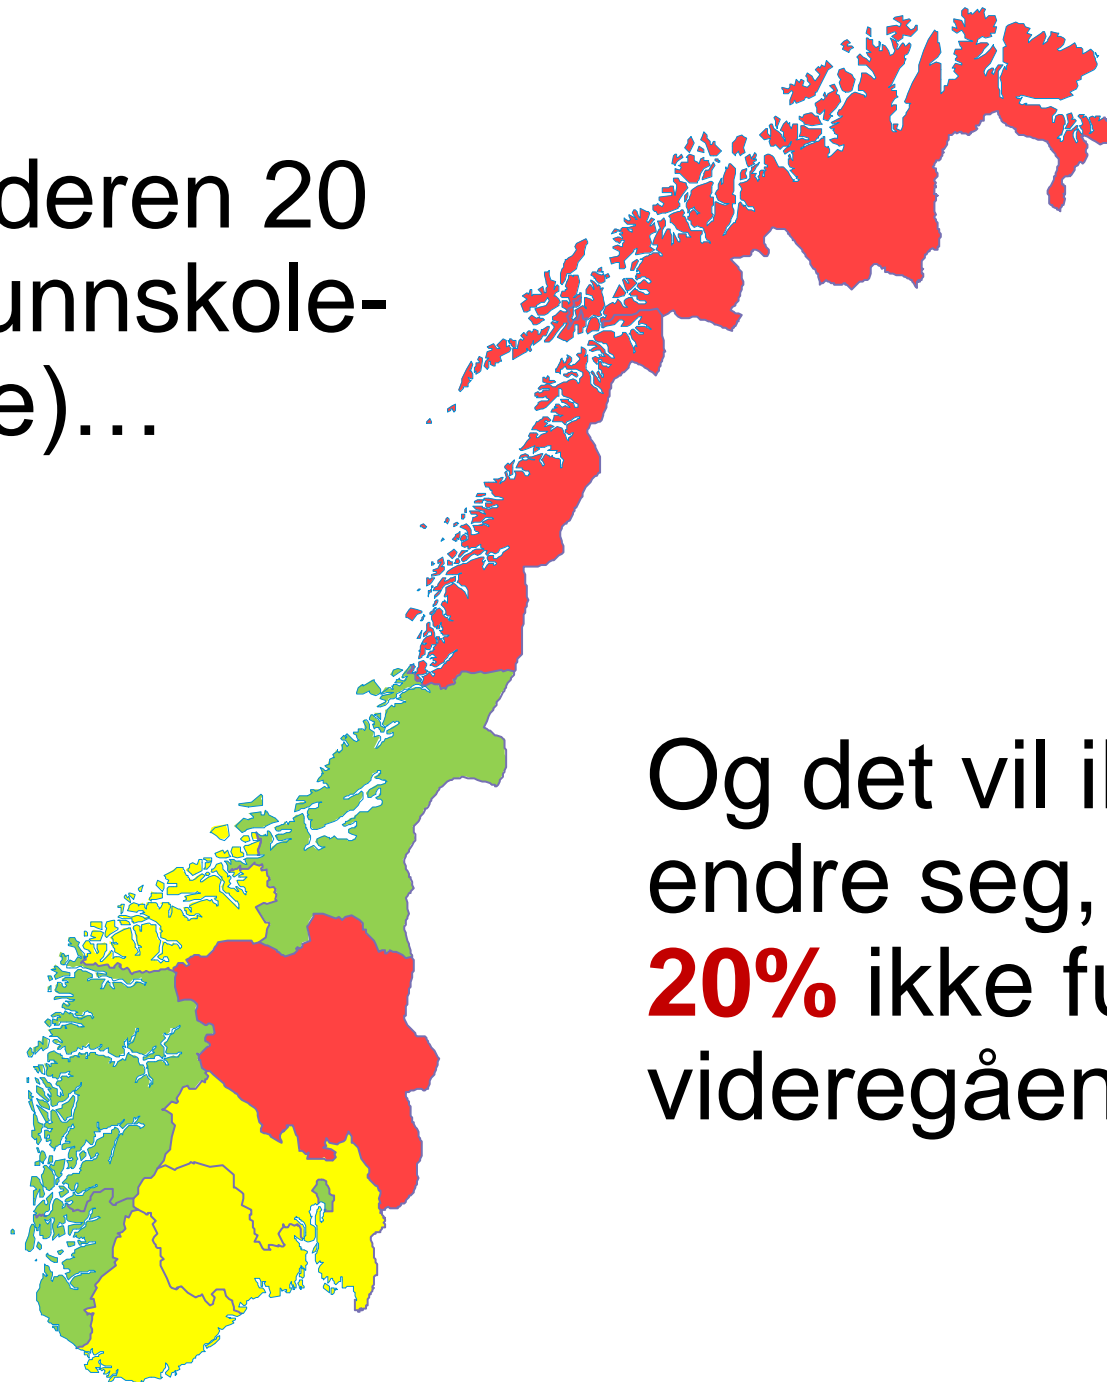 deren 20
unnskole-
e)…
Og det vil i
endre seg,
20% ikke fu
videregåen